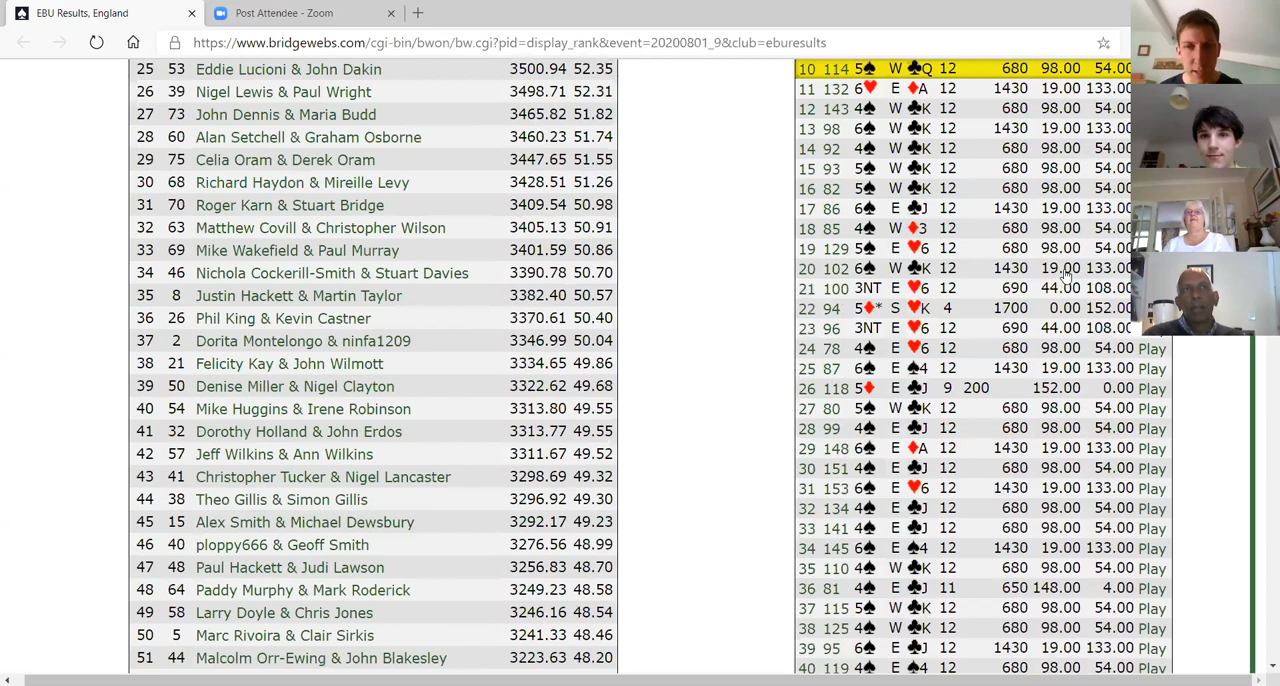 EBU Results, England
Post Attendee - Zoom
https://www.bridgewebs.com/cgi-bin/bwon/bw.cgi?pid=display_rank&event=20200801_9&club=eburesults
25 53 Eddie Lucioni & John Dakin 3500.94 52.35
26 39 Nigel Lewis & Paul Wright 3498.71 52.31
27 73 John Dennis & Maria Budd 3465.82 51.82
28 60 Alan Setchell & Graham Osborne 3460.23 51.74
29 75 Celia Oram & Derek Oram 3447.65 51.55
30 68 Richard Haydon & Mireille Levy 3428.51 51.26
31 70 Roger Karn & Stuart Bridge 3409.54 50.98
32 63 Matthew Covill & Christopher Wilson 3405.13 50.91
33 69 Mike Wakefield & Paul Murray 3401.59 50.86
34 46 Nichola Cockerill-Smith & Stuart Davies 3390.78 50.70
35 8 Justin Hackett & Martin Taylor 3382.40 50.57
36 26 Phil King & Kevin Castner 3370.61 50.40
37 2 Dorita Montelongo & ninfa1209 3346.99 50.04
38 21 Felicity Kay & John Wilmott 3334.65 49.86
39 50 Denise Miller & Nigel Clayton 3322.62 49.68
40 54 Mike Huggins & Irene Robinson 3313.80 49.55
41 32 Dorothy Holland & John Erdos 3313.77 49.55
42 57 Jeff Wilkins & Ann Wilkins 3311.67 49.52
43 41 Christopher Tucker & Nigel Lancaster 3298.69 49.32
44 38 Theo Gillis & Simon Gillis 3296.92 49.30
45 15 Alex Smith & Michael Dewsbury 3292.17 49.23
46 40 ploppy666 & Geoff Smith 3276.56 48.99
47 48 Paul Hackett & Judi Lawson 3256.83 48.70
48 64 Paddy Murphy & Mark Roderick 3249.23 48.58
49 58 Larry Doyle & Chris Jones 3246.16 48.54
50 5 Marc Rivoira & Clair Sirkis 3241.33 48.46
51 44 Malcolm Orr-Ewing & John Blakesley 3223.63 48.20
10 114 5♠ W ♣Q 12 680 98.00 54.00
11 132 6♥ E ♦A 12 1430 19.00 133.00
12 143 4♠ W ♣K 12 680 98.00 54.00
13 98 6♠ W ♣K 12 1430 19.00 133.00
14 92 4♠ W ♣K 12 680 98.00 54.00
15 93 5♠ W ♣K 12 680 98.00 54.00
16 82 5♠ W ♣K 12 680 98.00 54.00
17 86 6♠ E ♣J 12 1430 19.00 133.00
18 85 4♠ W ♦3 12 680 98.00 54.00
19 129 5♠ E ♥6 12 680 98.00 54.00
20 102 6♠ W ♣K 12 1430 19.00 133.00
21 100 3NT E ♥6 12 690 44.00 108.00
22 94 5♦* S ♥K 4 1700 0.00 152.00
23 96 3NT E ♥6 12 690 44.00 108.00
24 78 4♠ E ♥6 12 680 98.00 54.00 Play
25 87 6♠ E ♠4 12 1430 19.00 133.00 Play
26 118 5♦ E ♣J 9 200 152.00 0.00 Play
27 80 5♠ W ♣K 12 680 98.00 54.00 Play
28 99 4♠ E ♣J 12 680 98.00 54.00 Play
29 148 6♠ E ♦A 12 1430 19.00 133.00 Play
30 151 4♠ E ♣J 12 680 98.00 54.00 Play
31 153 6♠ E ♥6 12 1430 19.00 133.00 Play
32 134 4♠ E ♣J 12 680 98.00 54.00 Play
33 141 4♠ E ♣J 12 680 98.00 54.00 Play
34 145 6♠ E ♠4 12 1430 19.00 133.00 Play
35 110 4♠ W ♣K 12 680 98.00 54.00 Play
36 81 4♠ E ♣J 11 650 148.00 4.00 Play
37 115 5♠ W ♣K 12 680 98.00 54.00 Play
38 125 4♠ W ♣K 12 680 98.00 54.00 Play
39 95 6♠ E ♣J 12 1430 19.00 133.00 Play
40 119 4♠ E ♠4 12 680 98.00 54.00 Play